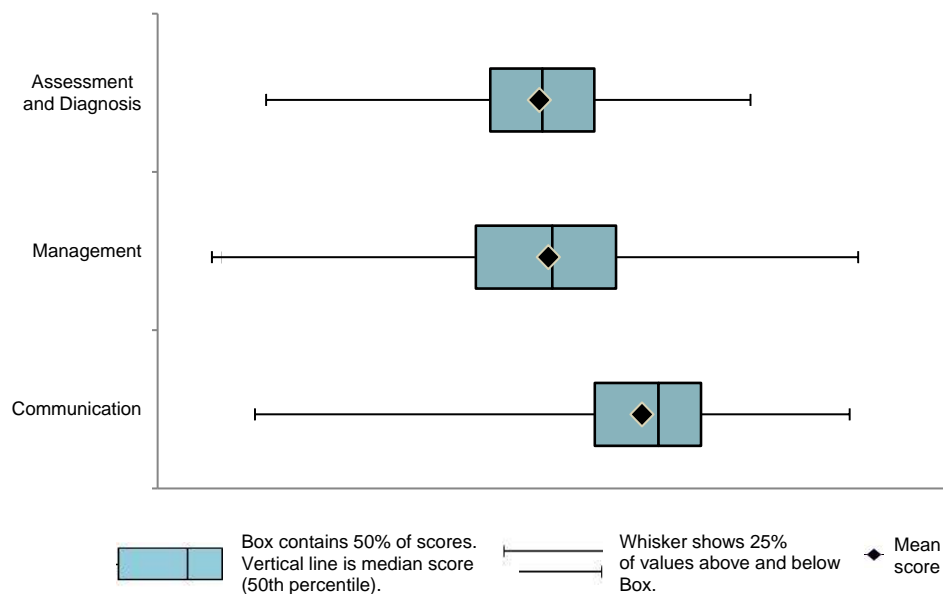 Assessment
and Diagnosis
Management
Communication
Box contains 50% of scores.
Vertical line is median score
(50th percentile).
Whisker shows 25%
of values above and below
Box.
Mean
score